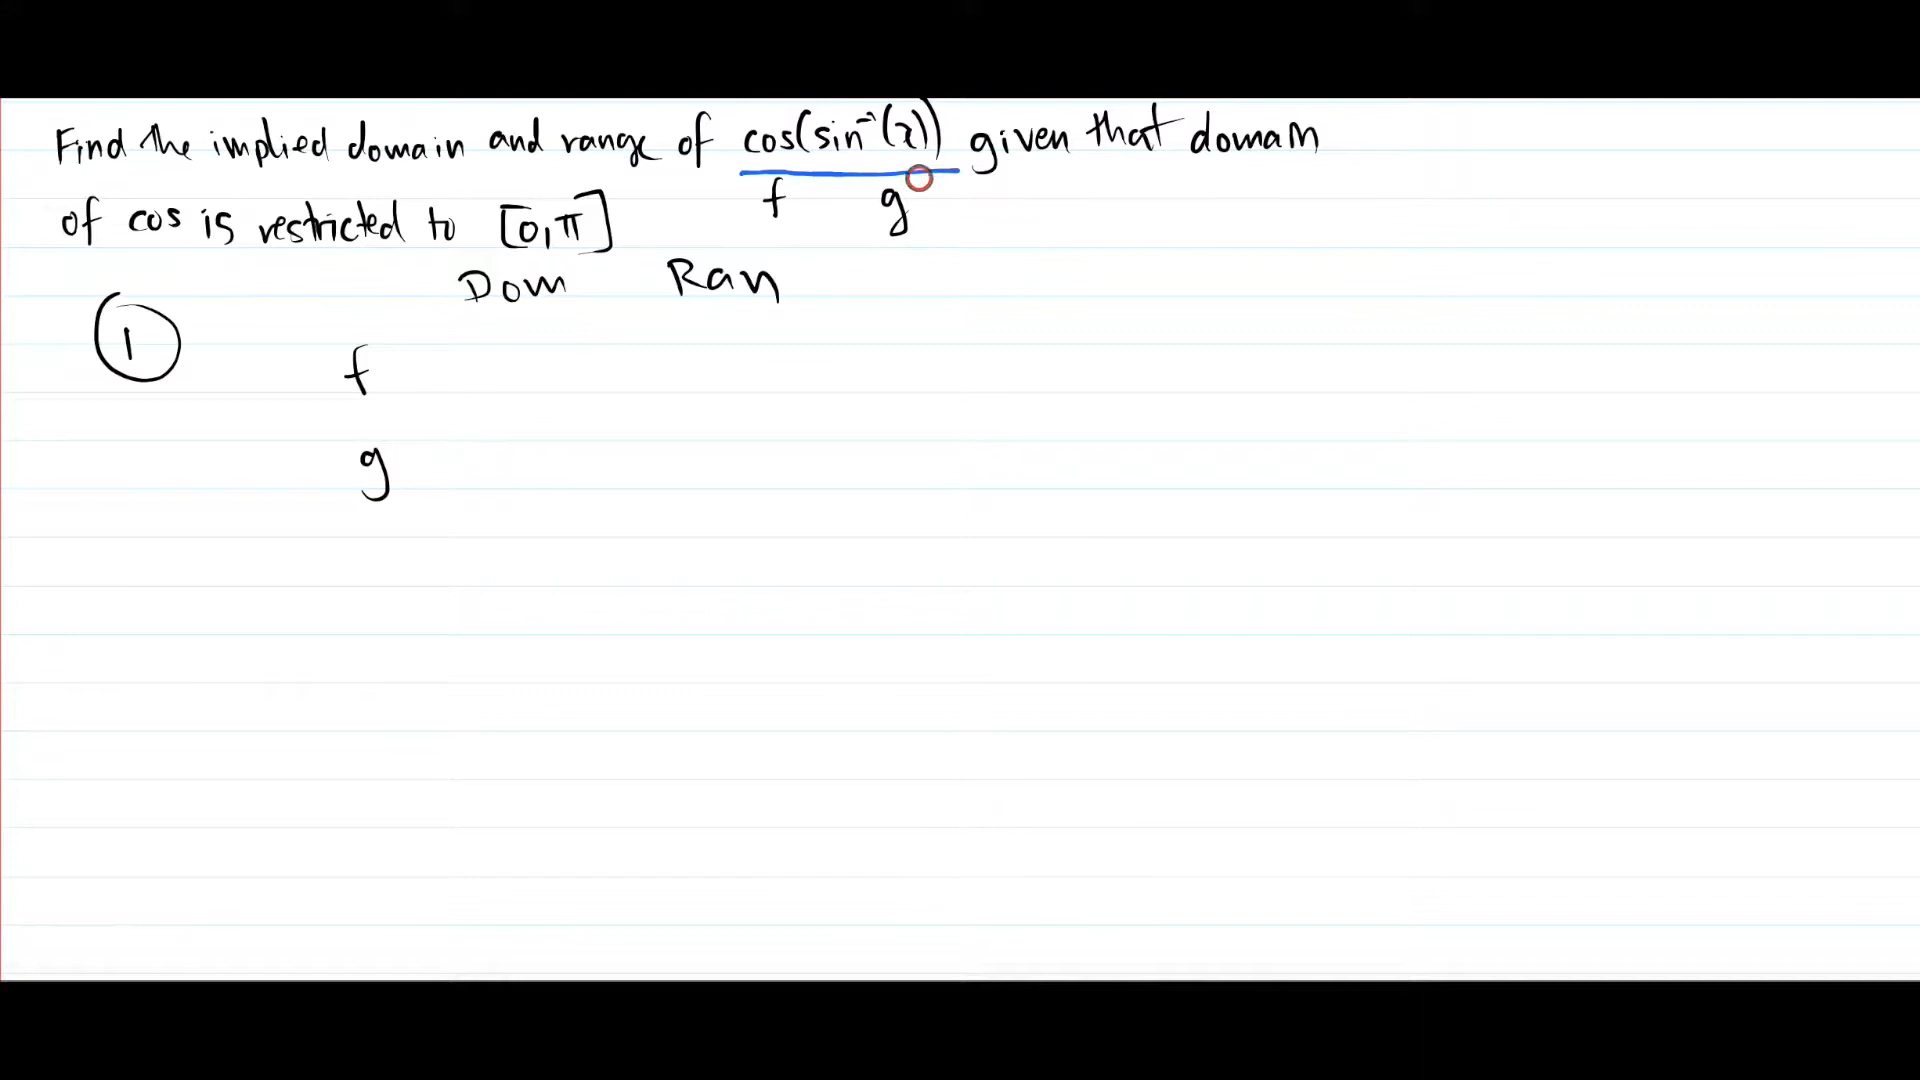 Find the implied domain and range of cos(sin⁻¹(x)) given that domain
f g
of cos is restricted to [0,π]
Dom Ran
1
f
g